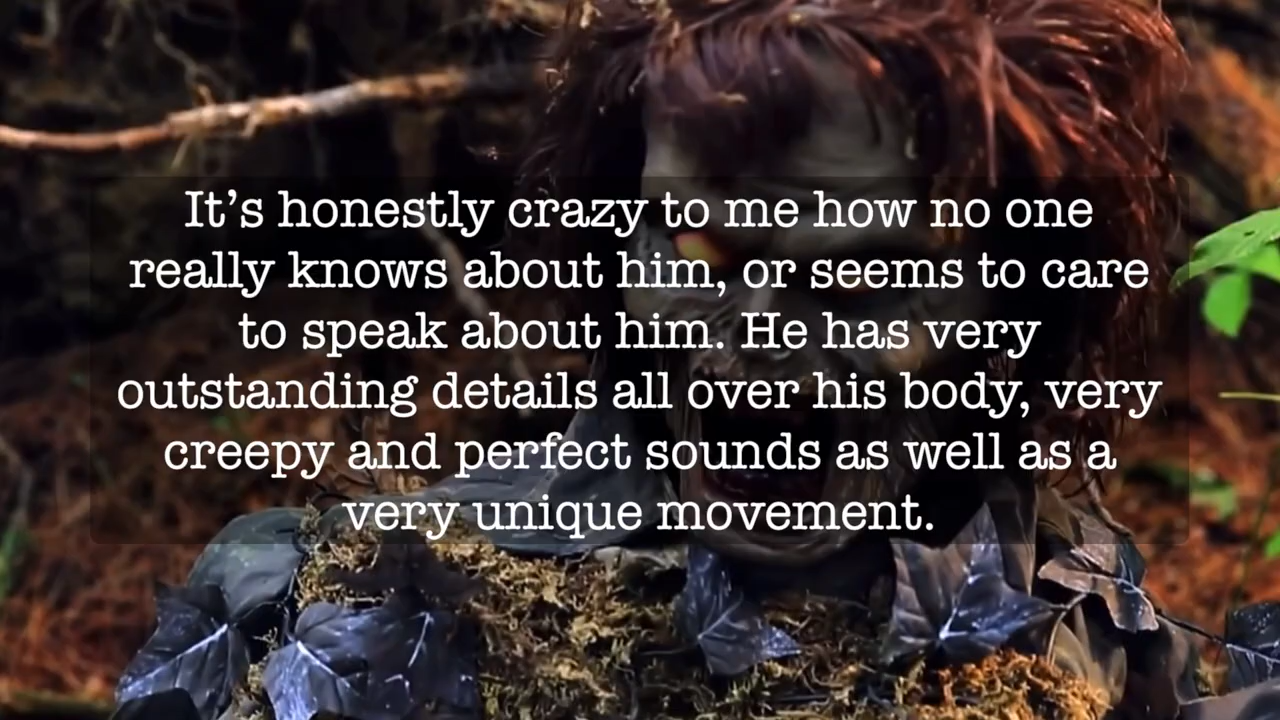 It’s honestly crazy to me how no one
really knows about him, or seems to care
to speak about him. He has very
outstanding details all over his body, very
creepy and perfect sounds as well as a
very unique movement.